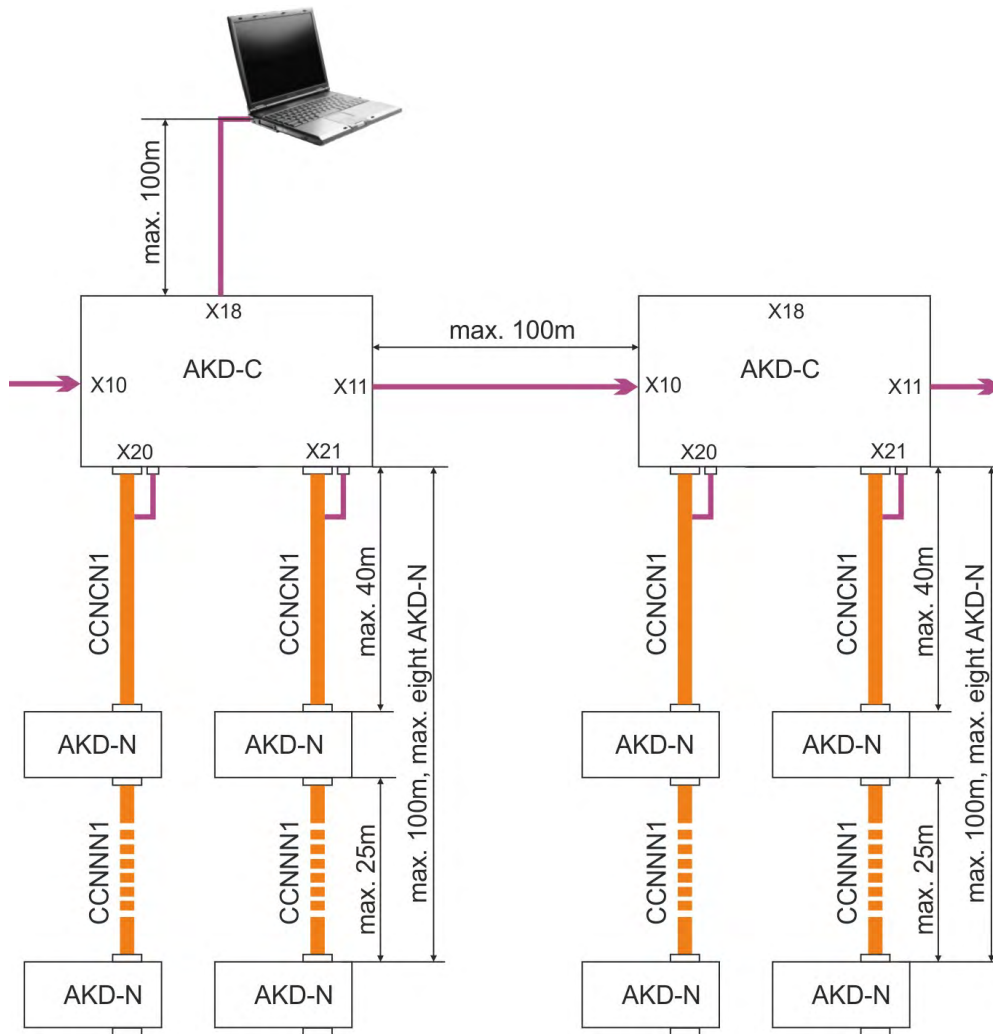 max. 100m
X18
AKD-C
X10
X11
X20
X21
max. 100m
X18
AKD-C
X10
X11
X20
X21
CCNCN1
CCNCN1
max. 40m
max. 100m, max. eight AKD-N
CCNCN1
CCNCN1
max. 40m
max. 100m, max. eight AKD-N
AKD-N
AKD-N
AKD-N
AKD-N
CCNNN1
CCNNN1
max. 25m
CCNNN1
CCNNN1
max. 25m
AKD-N
AKD-N
AKD-N
AKD-N